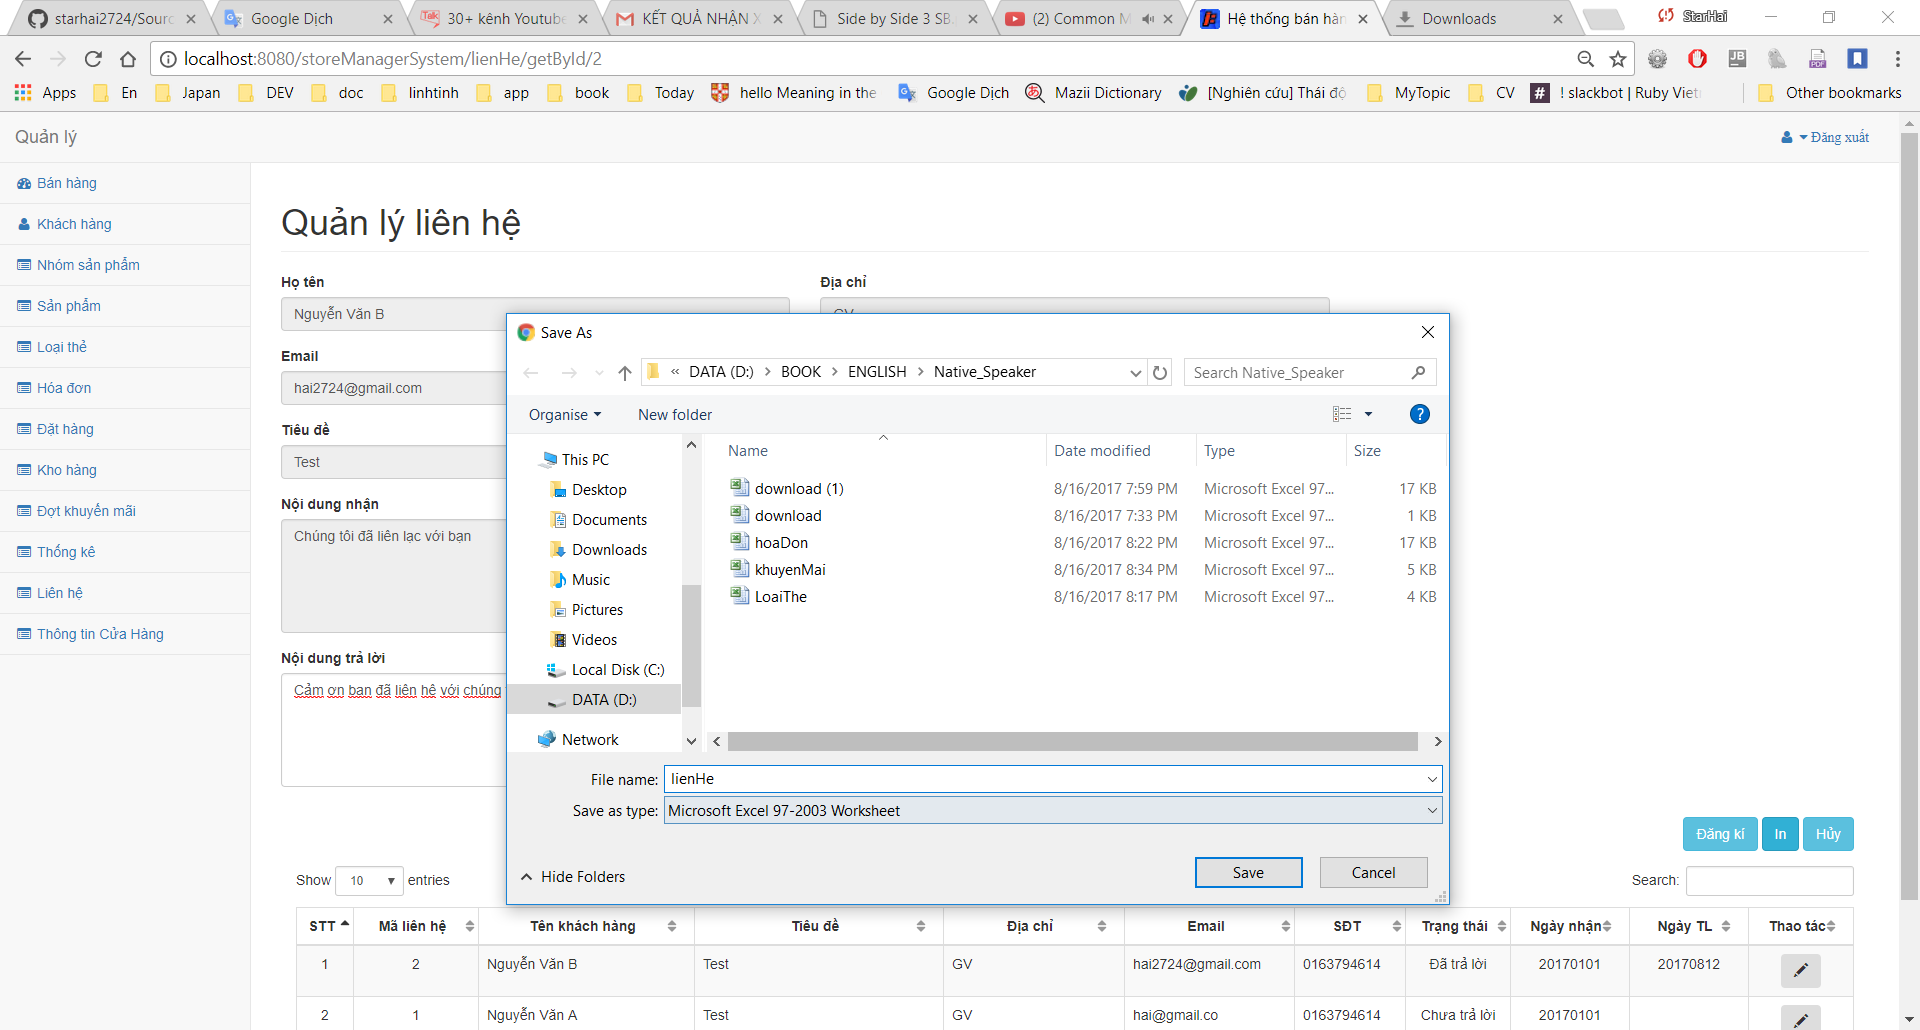 starhai2724/Sourc
Google Dịch
30+ kênh Youtube
KẾT QUẢ NHẬN X
Side by Side 3 SB.
(2) Common M
Hệ thống bán hàn
Downloads
StarHai
localhost:8080/storeManagerSystem/lienHe/getById/2
Apps
En
Japan
DEV
doc
linhtinh
app
book
Today
hello Meaning in the
Google Dịch
Mazii Dictionary
[Nghiên cứu] Thái độ
MyTopic
CV
! slackbot | Ruby Viet
Other bookmarks
Quản lý
Đăng xuất
Bán hàng
Khách hàng
Nhóm sản phẩm
Sản phẩm
Loại thẻ
Hóa đơn
Đặt hàng
Kho hàng
Đợt khuyến mãi
Thống kê
Liên hệ
Thông tin Cửa Hàng
Quản lý liên hệ
Họ tên
Nguyễn Văn B
Địa chỉ
GV
Email
hai2724@gmail.com
Tiêu đề
Test
Nội dung nhận
Chúng tôi đã liên lạc với bạn
Nội dung trả lời
Cảm ơn bạn đã liên hệ với chúng
Save As
« DATA (D:) > BOOK > ENGLISH > Native_Speaker
Search Native_Speaker
Organise
New folder
This PC
Desktop
Documents
Downloads
Music
Pictures
Videos
Local Disk (C:)
DATA (D:)
Network
Name Date modified Type Size
download (1) 8/16/2017 7:59 PM Microsoft Excel 97... 17 KB
download 8/16/2017 7:33 PM Microsoft Excel 97... 1 KB
hoaDon 8/16/2017 8:22 PM Microsoft Excel 97... 17 KB
khuyenMai 8/16/2017 8:34 PM Microsoft Excel 97... 5 KB
LoaiThe 8/16/2017 8:17 PM Microsoft Excel 97... 4 KB
File name: lienHe
Save as type: Microsoft Excel 97-2003 Worksheet
Hide Folders
Save
Cancel
Đăng kí
In
Hủy
Show 10 entries
Search:
STT Mã liên hệ Tên khách hàng Tiêu đề Địa chỉ Email SĐT Trạng thái Ngày nhận Ngày TL Thao tác
1 2 Nguyễn Văn B Test GV hai2724@gmail.com 0163794614 Đã trả lời 20170101 20170812
2 1 Nguyễn Văn A Test GV hai@gmail.co 0163794614 Chưa trả lời 20170101